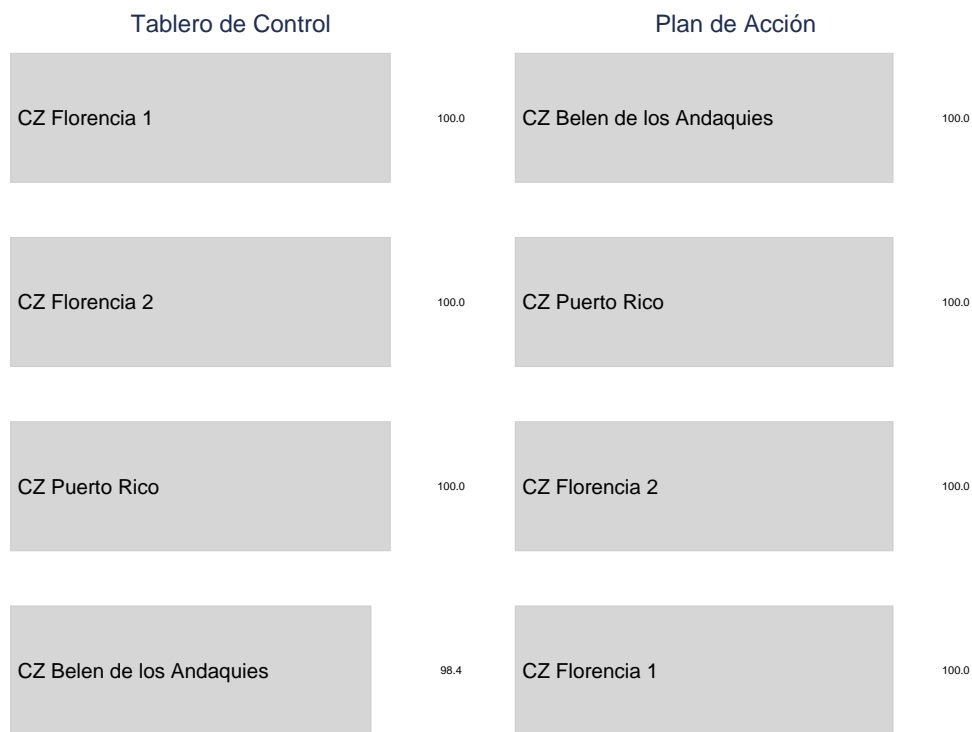 Tablero de Control
CZ Florencia 1 100.0
CZ Florencia 2 100.0
CZ Puerto Rico 100.0
CZ Belen de los Andaquies 98.4
Plan de Acción
CZ Belen de los Andaquies 100.0
CZ Puerto Rico 100.0
CZ Florencia 2 100.0
CZ Florencia 1 100.0